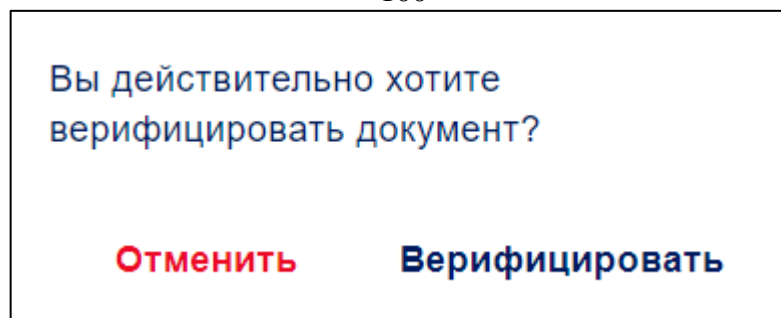 Вы действительно хотите
верифицировать документ?
Отменить Верифицировать